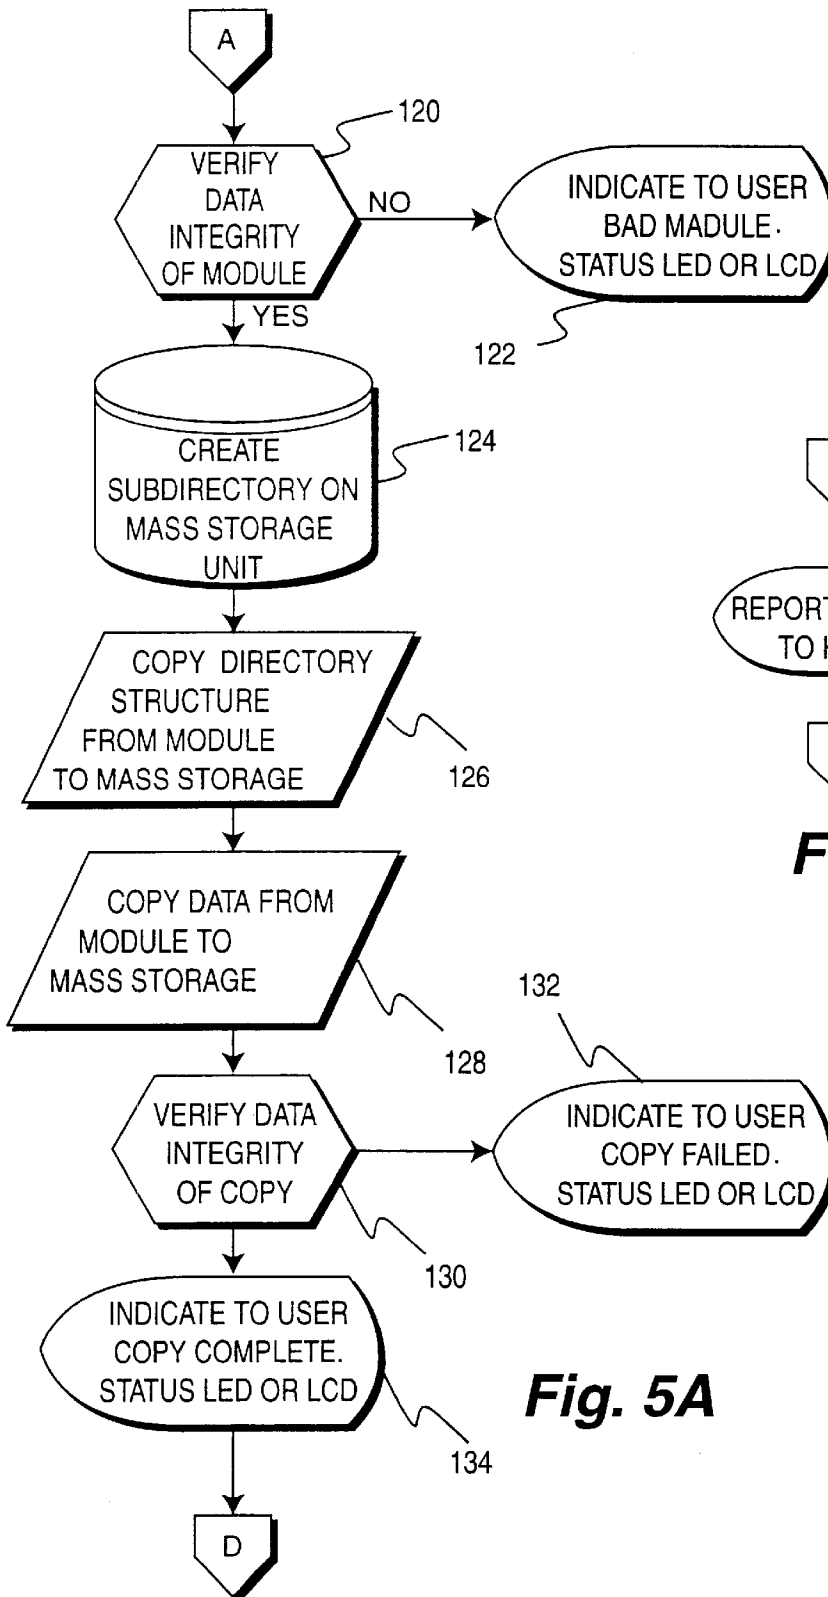 A
120
VERIFY
DATA
INTEGRITY
OF MODULE
NO
INDICATE TO USER
BAD MADULE.
STATUS LED OR LCD
122
YES
124
CREATE
SUBDIRECTORY ON
MASS STORAGE
UNIT
REPORT
TO
COPY DIRECTORY
STRUCTURE
FROM MODULE
TO MASS STORAGE
126
F
COPY DATA FROM
MODULE TO
MASS STORAGE
128
132
VERIFY DATA
INTEGRITY
OF COPY
130
INDICATE TO USER
COPY FAILED.
STATUS LED OR LCD
INDICATE TO USER
COPY COMPLETE.
STATUS LED OR LCD
134
Fig. 5A
D